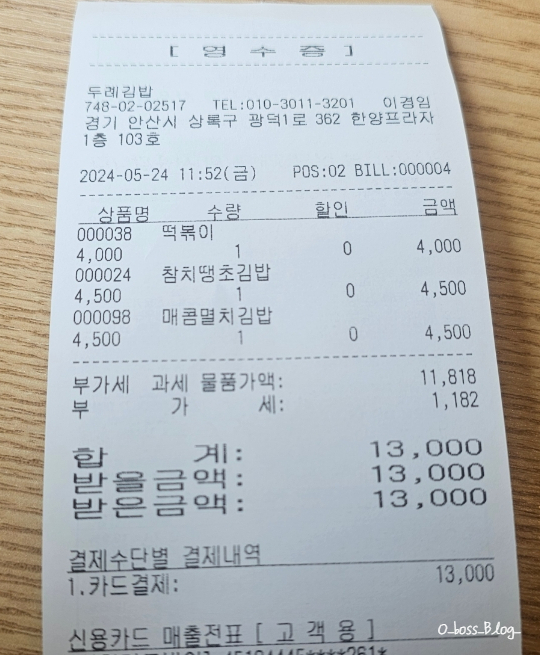 [ 영 수 증 ]
두레김밥
748-02-02517 TEL:010-3011-3201 이경임
경기 안산시 상록구 광덕1로 362 한양프라자
1층 103호
2024-05-24 11:52(금) POS:02 BILL:000004
상품명 수량 할인 금액
000038 떡볶이
4,000 1 0 4,000
000024 참치땡초김밥
4,500 1 0 4,500
000098 매콤멸치김밥
4,500 1 0 4,500
부가세 과세 물품가액: 11,818
부 가 세: 1,182
합 계: 13,000
받을금액: 13,000
받은금액: 13,000
결제수단별 결제내역
1.카드결제: 13,000
신용카드 매출전표 [ 고 객 용 ]
O_boss_Blog_